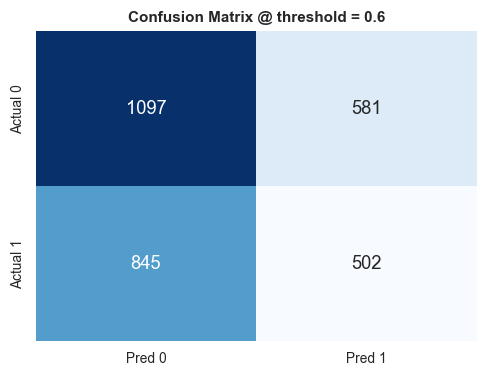 Confusion Matrix @ threshold = 0.6
Actual 0
1097 581
Actual 1
845 502
Pred 0 Pred 1